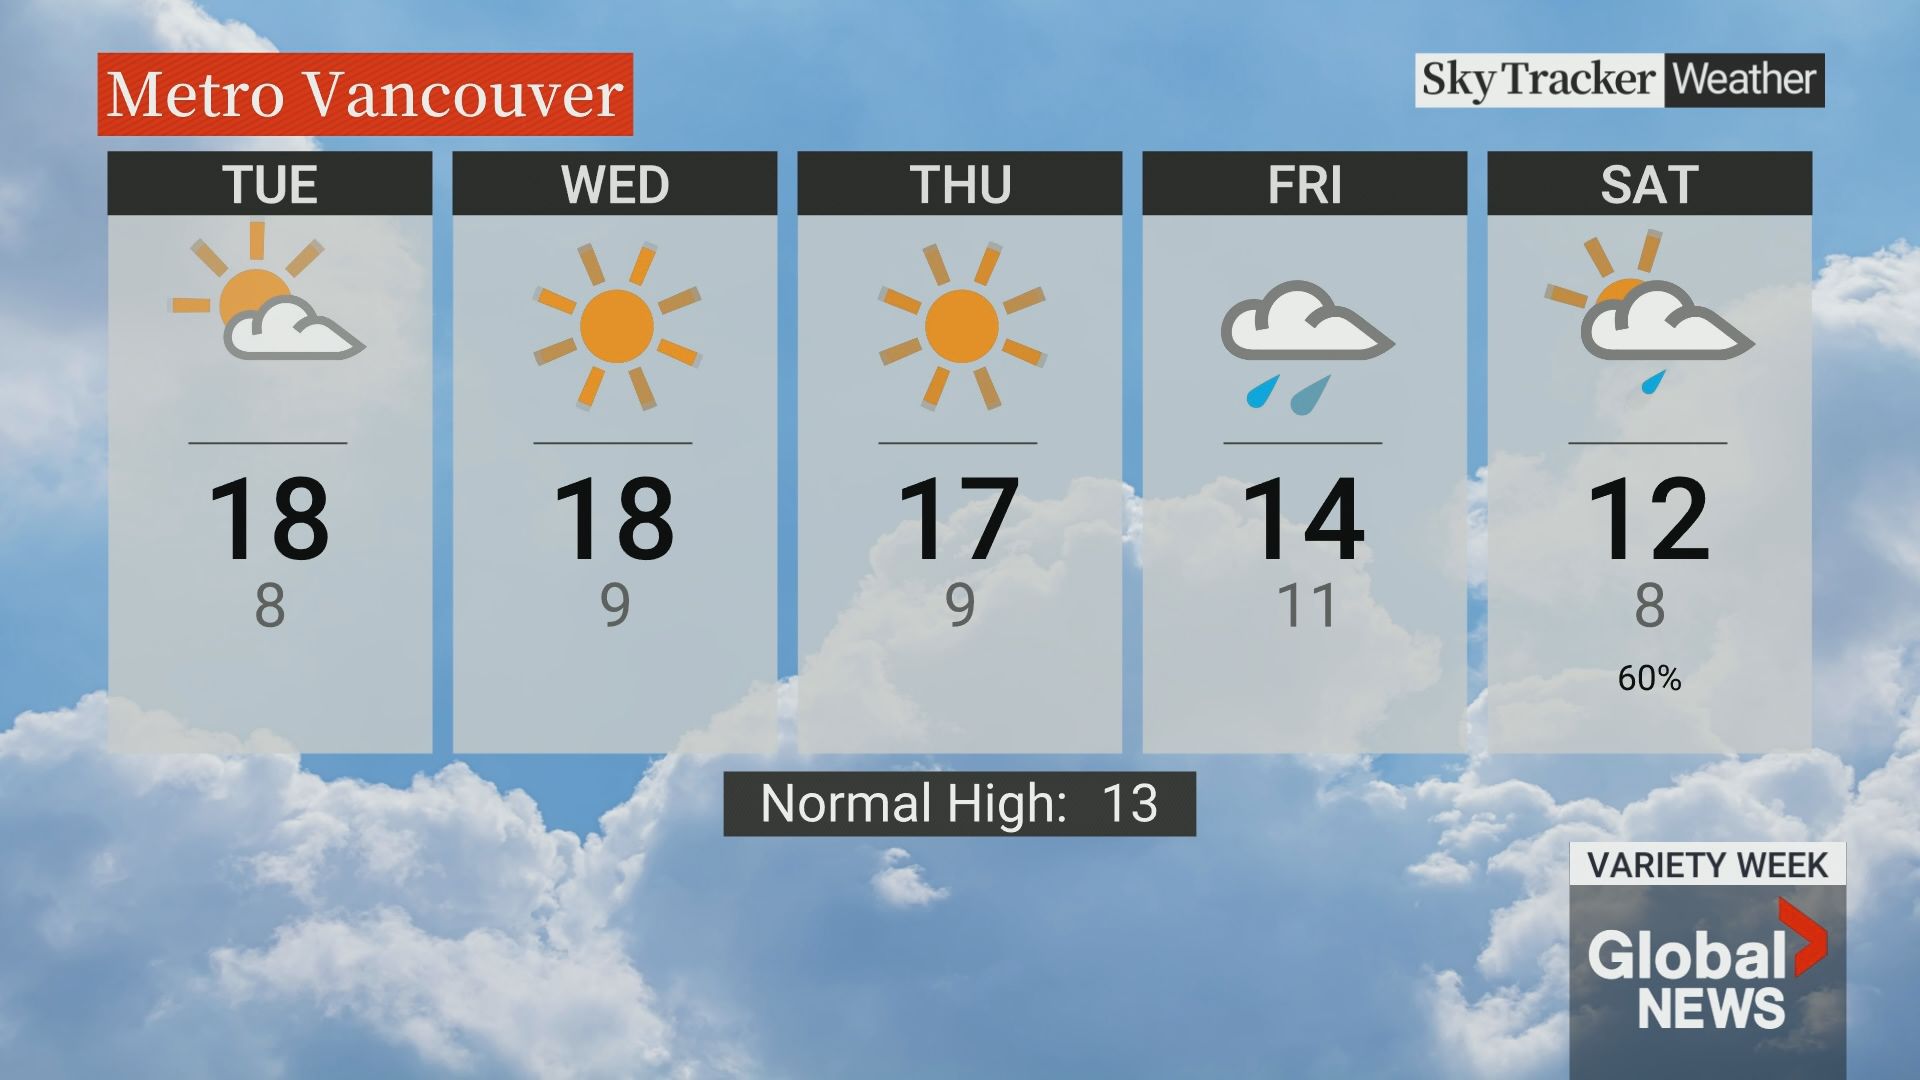 Metro Vancouver
SkyTracker Weather
TUE WED THU FRI SAT
18 18 17 14 12
8 9 9 11 8
60%
Normal High: 13
VARIETY WEEK
Global
NEWS